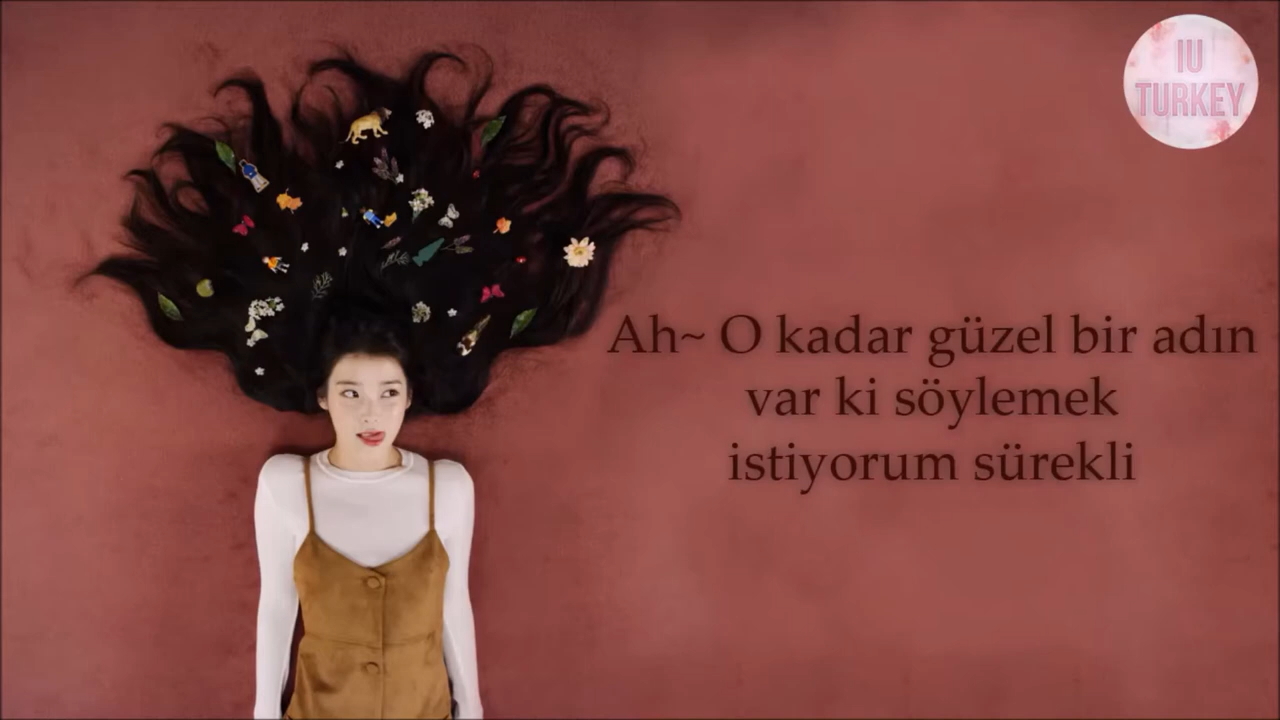 IU
TURKEY
Ah~ O kadar güzel bir adın
var ki söylemek
istiyorum sürekli